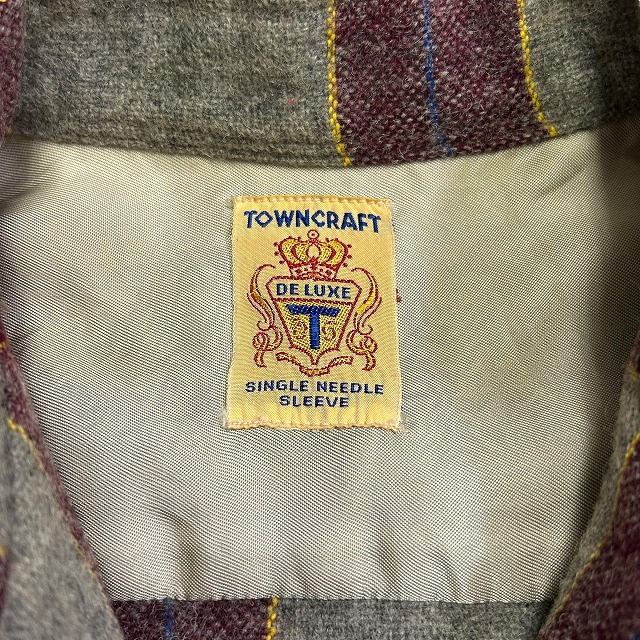 TOWNCRAFT
DE LUXE
T
SINGLE NEEDLE
SLEEVE